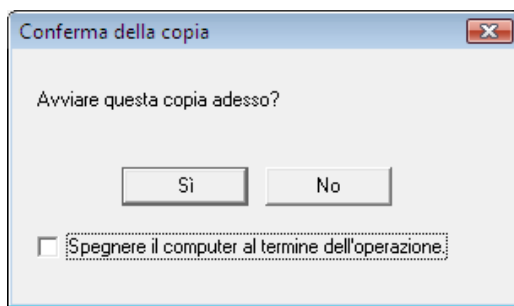 Conferma della copia
Avviare questa copia adesso?
Sì No
Spegnere il computer al termine dell'operazione.